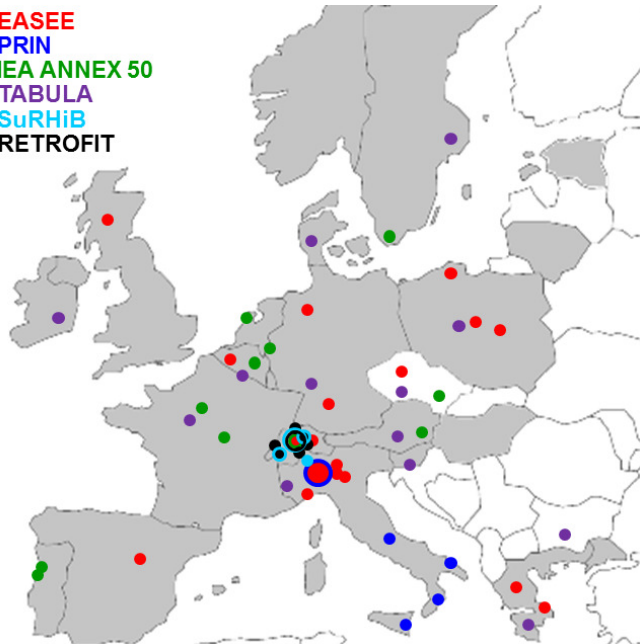 EASEE
PRIN
IEA ANNEX 50
TABULA
SuRHiB
RETROFIT